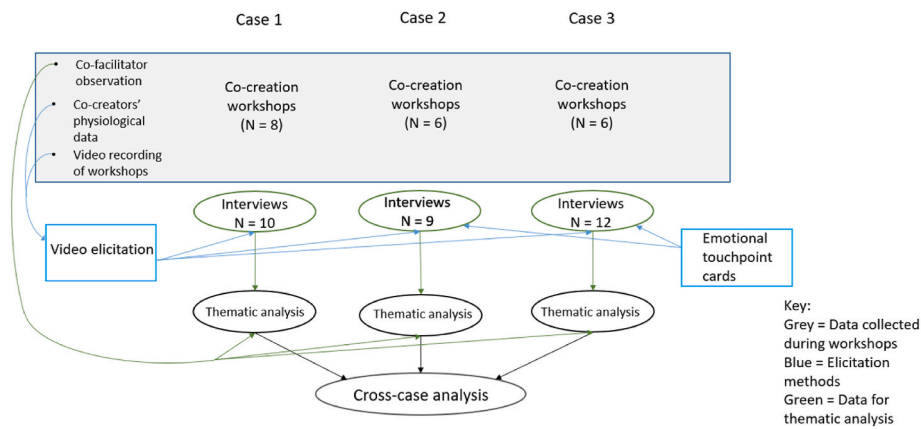 Case 1
Case 2
Case 3
• Co-facilitator
observation
• Co-creators'
physiological
data
• Video recording
of workshops
Co-creation
workshops
(N = 8)
Co-creation
workshops
(N = 6)
Co-creation
workshops
(N = 6)
Interviews
N = 10
Interviews
N = 9
Interviews
N = 12
Video elicitation
Emotional
touchpoint
cards
Thematic analysis
Thematic analysis
Thematic analysis
Cross-case analysis
Key:
Grey = Data collected
during workshops
Blue = Elicitation
methods
Green = Data for
thematic analysis